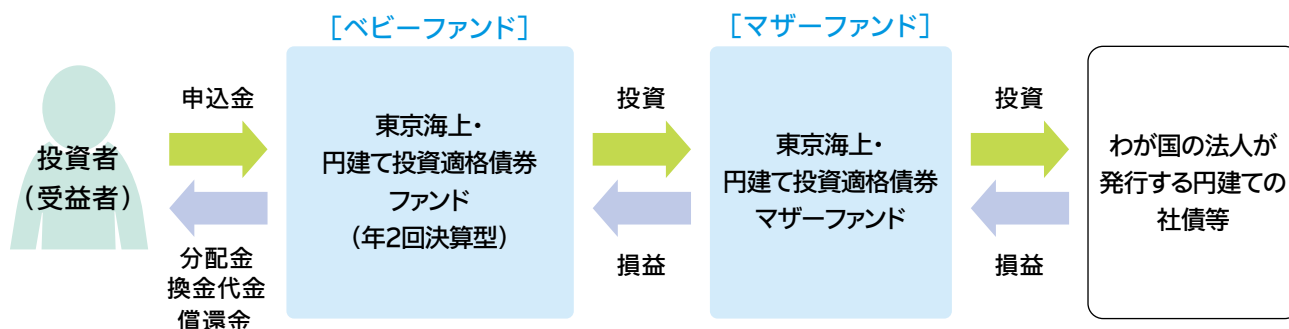 [ベビーファンド]
[マザーファンド]
申込金
投資者
(受益者)
分配金
換金代金
償還金
東京海上・
円建て投資適格債券
ファンド
(年2回決算型)
投資
損益
東京海上・
円建て投資適格債券
マザーファンド
投資
損益
わが国の法人が
発行する円建ての
社債等